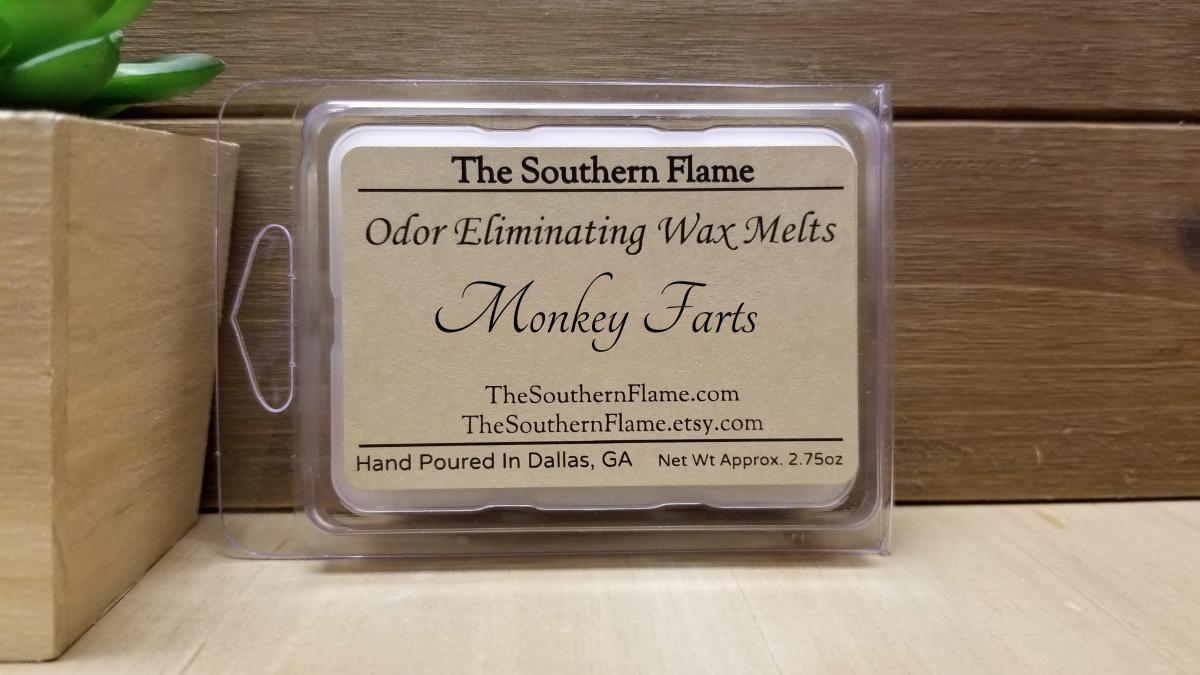 The Southern Flame
Odor Eliminating Wax Melts
Monkey Farts
TheSouthernFlame.com
TheSouthernFlame.etsy.com
Hand Poured In Dallas, GA Net Wt Approx. 2.75oz